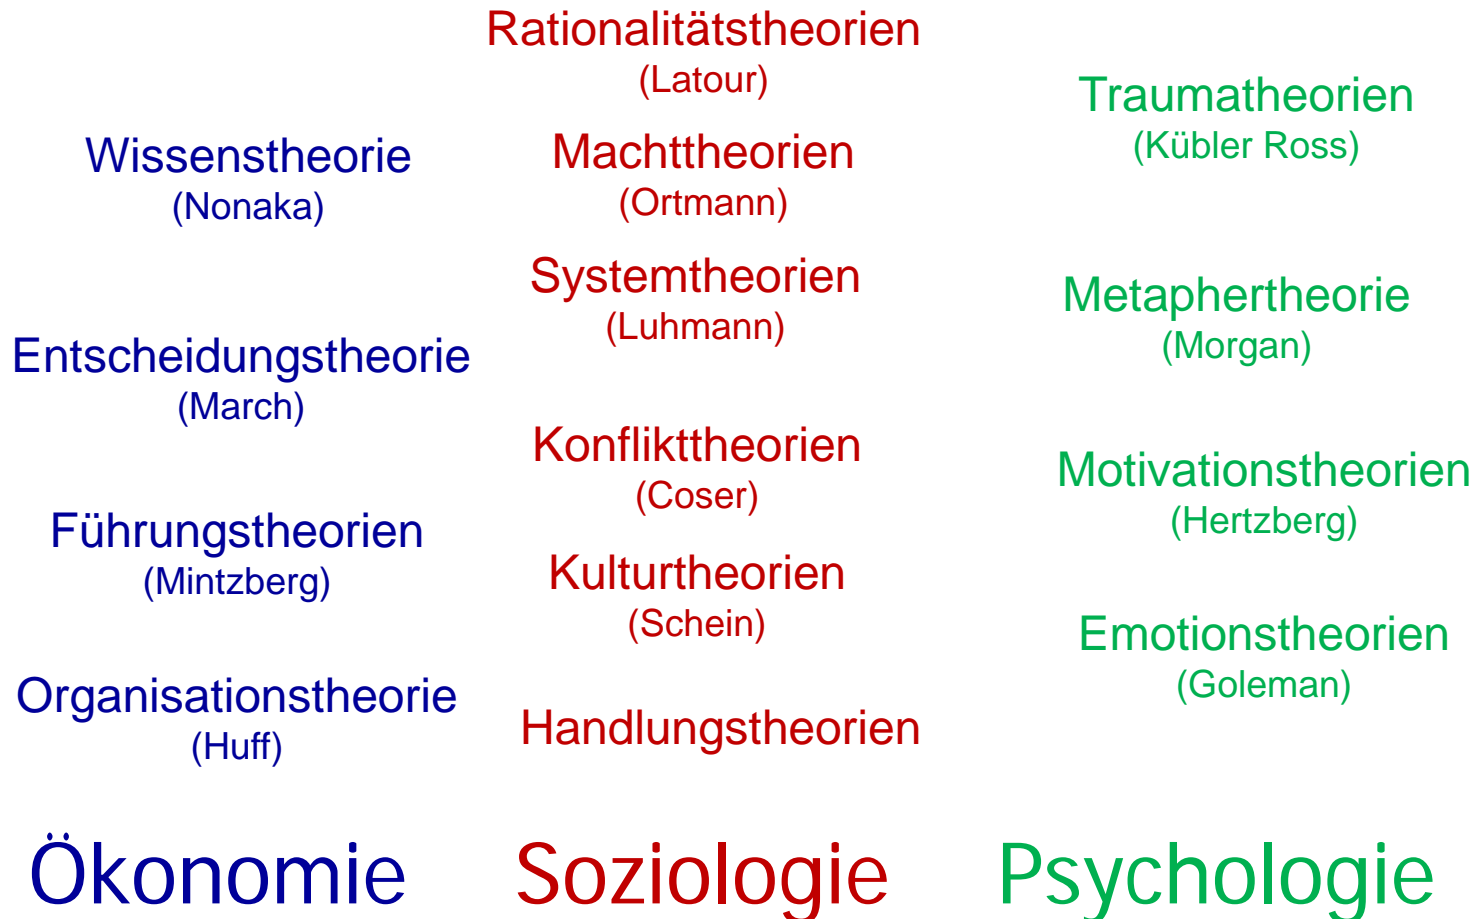 Wissenstheorie
(Nonaka)
Entscheidungstheorie
(March)
Führungstheorien
(Mintzberg)
Organisationstheorie
(Huff)
Ökonomie
Rationalitätstheorien
(Latour)
Machttheorien
(Ortmann)
Systemtheorien
(Luhmann)
Konflikttheorien
(Coser)
Kulturtheorien
(Schein)
Handlungstheorien
Soziologie
Traumatheorien
(Kübler Ross)
Metaphertheorie
(Morgan)
Motivationstheorien
(Hertzberg)
Emotionstheorien
(Goleman)
Psychologie